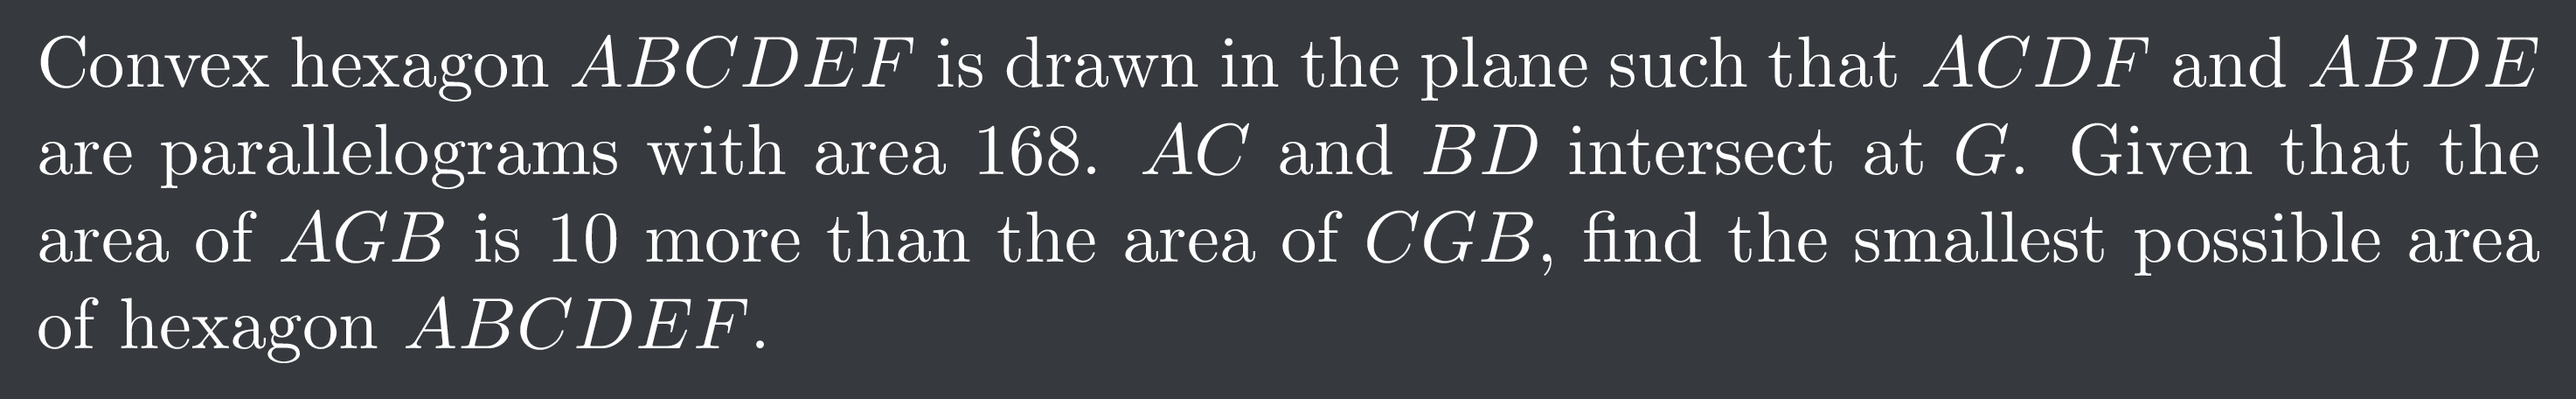 Convex hexagon ABCDEF is drawn in the plane such that ACDF and ABDE
are parallelograms with area 168. AC and BD intersect at G. Given that the
area of AGB is 10 more than the area of CGB, find the smallest possible area
of hexagon ABCDEF.